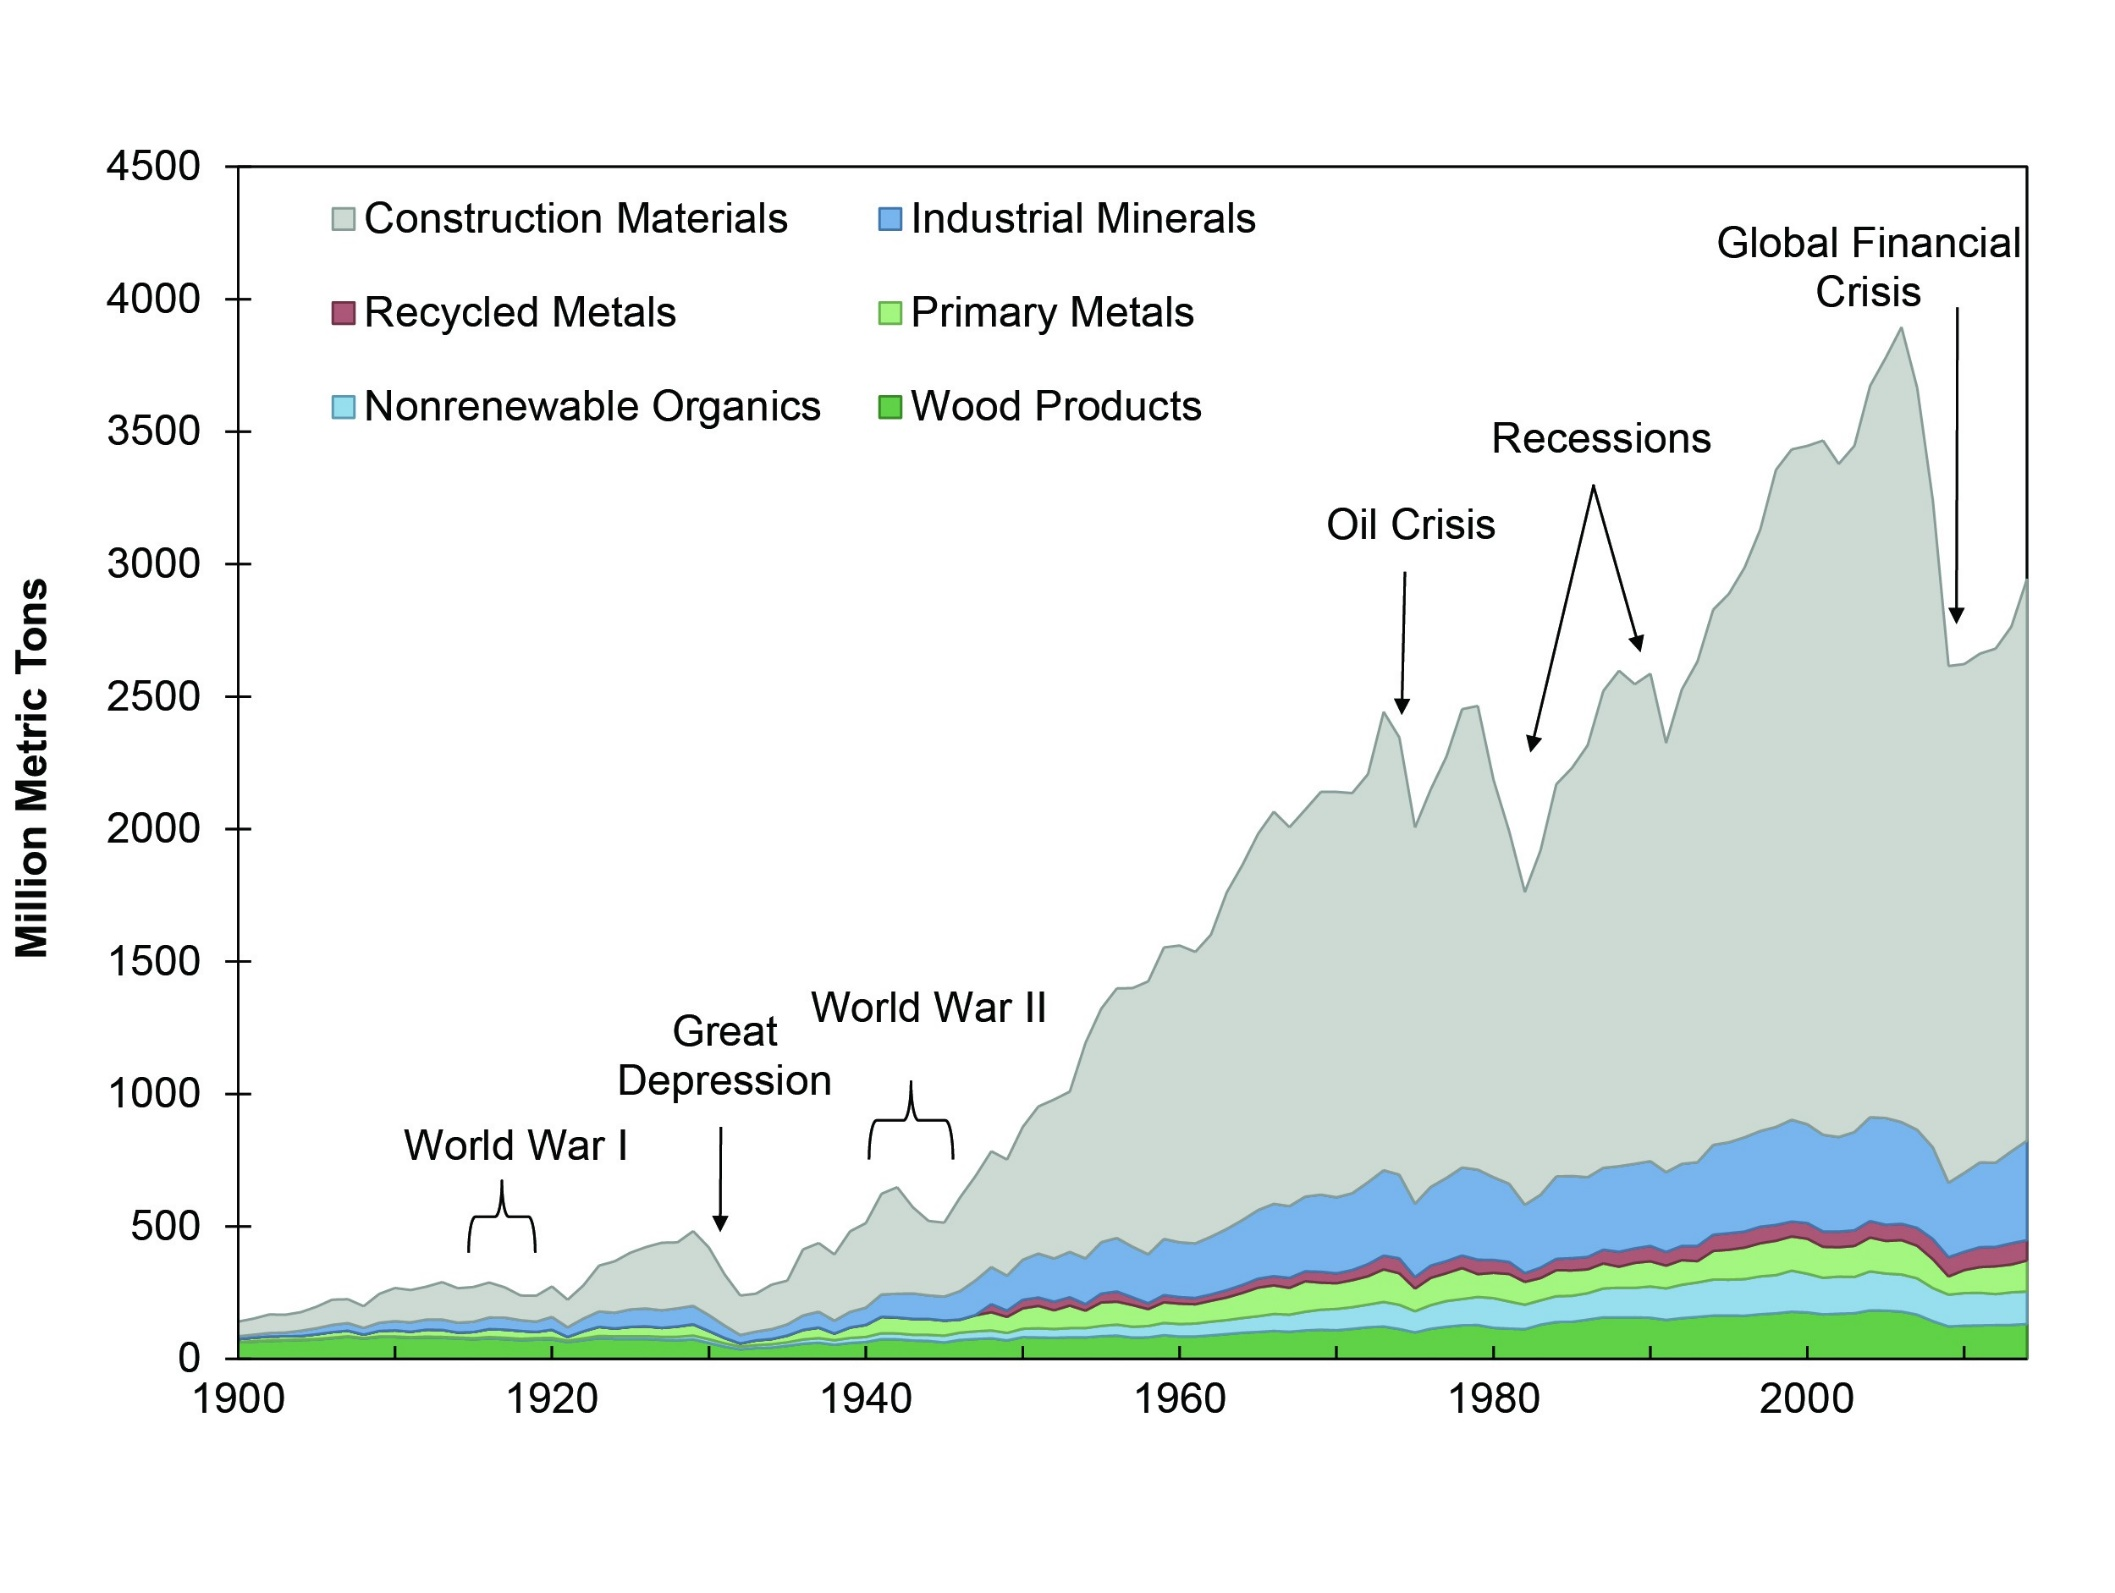 4500
4000
3500
3000
2500
2000
1500
1000
500
0
Million Metric Tons
Construction Materials
Industrial Minerals
Recycled Metals
Primary Metals
Nonrenewable Organics
Wood Products
Global Financial
Crisis
Recessions
Oil Crisis
World War II
Great
Depression
World War I
1900
1920
1940
1960
1980
2000